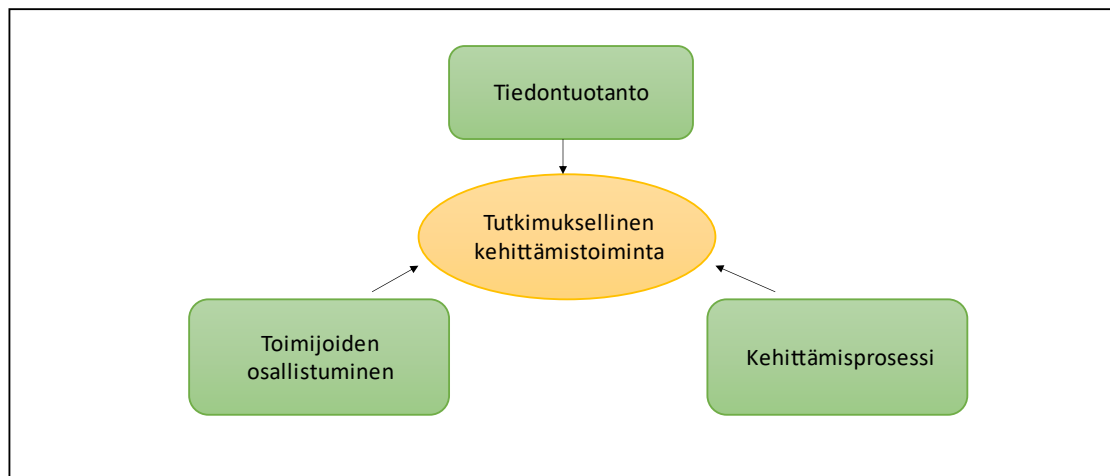 Tiedontuotanto
Tutkimuksellinen
kehittämistoiminta
Toimijoiden
osallistuminen
Kehittämisprosessi